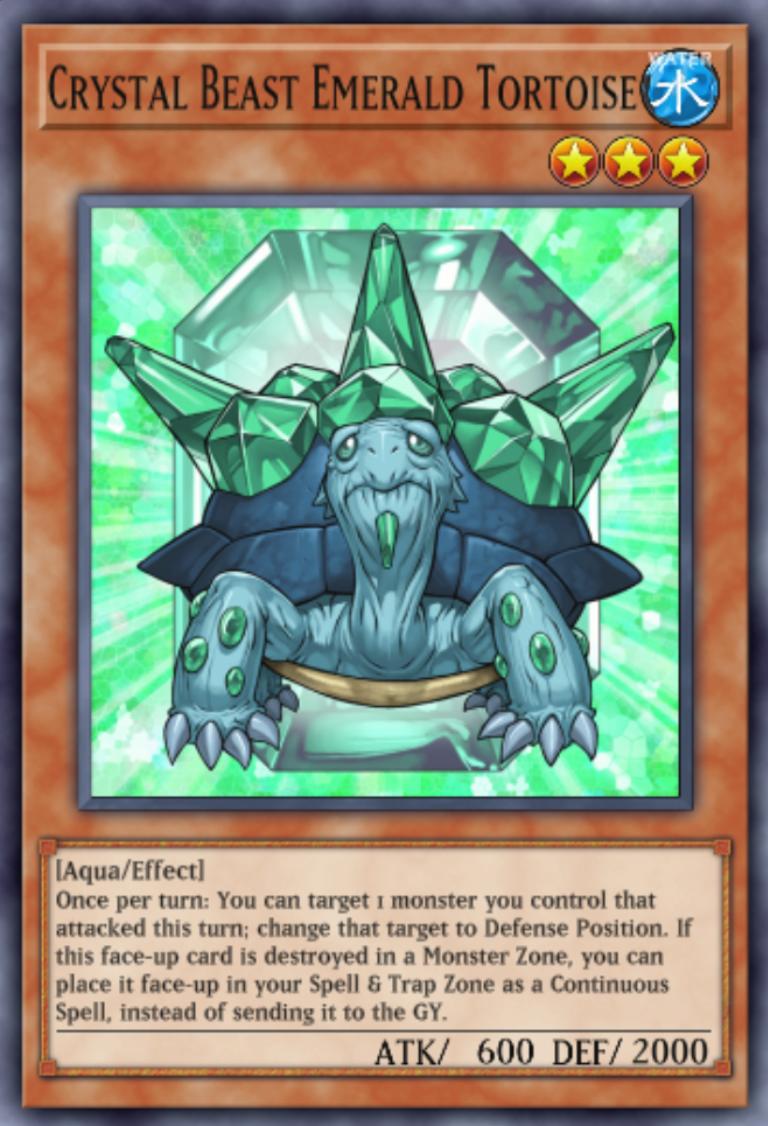 CRYSTAL BEAST EMERALD TORTOISE
WATER
水
[Aqua/Effect]
Once per turn: You can target 1 monster you control that
attacked this turn; change that target to Defense Position. If
this face-up card is destroyed in a Monster Zone, you can
place it face-up in your Spell & Trap Zone as a Continuous
Spell, instead of sending it to the GY.
ATK/ 600 DEF/ 2000